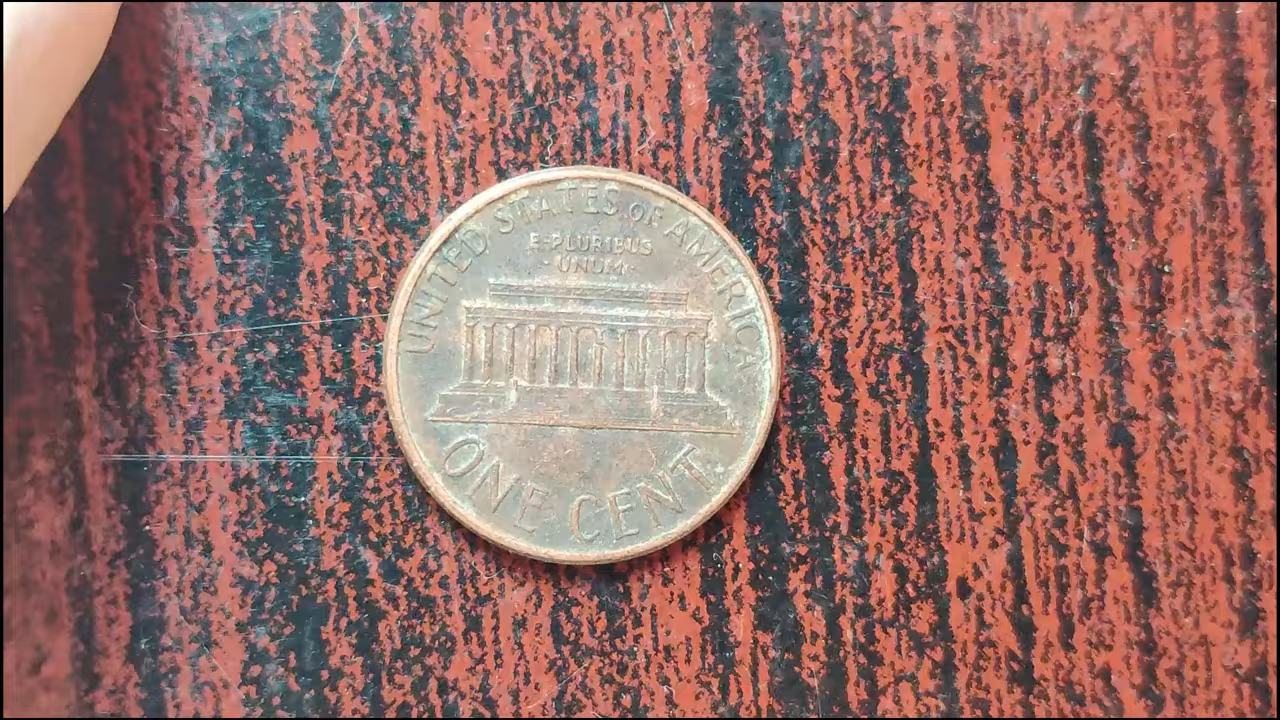 UNITED STATES OF AMERICA
E·PLURIBUS
·UNUM·
ONE CENT